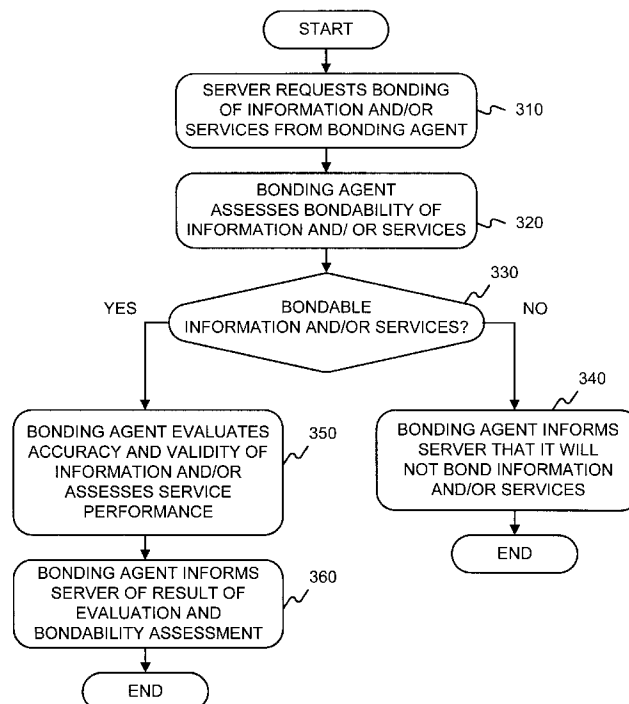 START
SERVER REQUESTS BONDING
OF INFORMATION AND/OR
SERVICES FROM BONDING AGENT
310
BONDING AGENT
ASSESSES BONDABILITY OF
INFORMATION AND/ OR SERVICES
320
330
BONDABLE
INFORMATION AND/OR SERVICES?
YES
NO
340
BONDING AGENT INFORMS
SERVER THAT IT WILL
NOT BOND INFORMATION
AND/OR SERVICES
END
BONDING AGENT EVALUATES
ACCURACY AND VALIDITY OF
INFORMATION AND/OR
ASSESSES SERVICE
PERFORMANCE
350
BONDING AGENT INFORMS
SERVER OF RESULT OF
EVALUATION AND
BONDABILITY ASSESSMENT
360
END